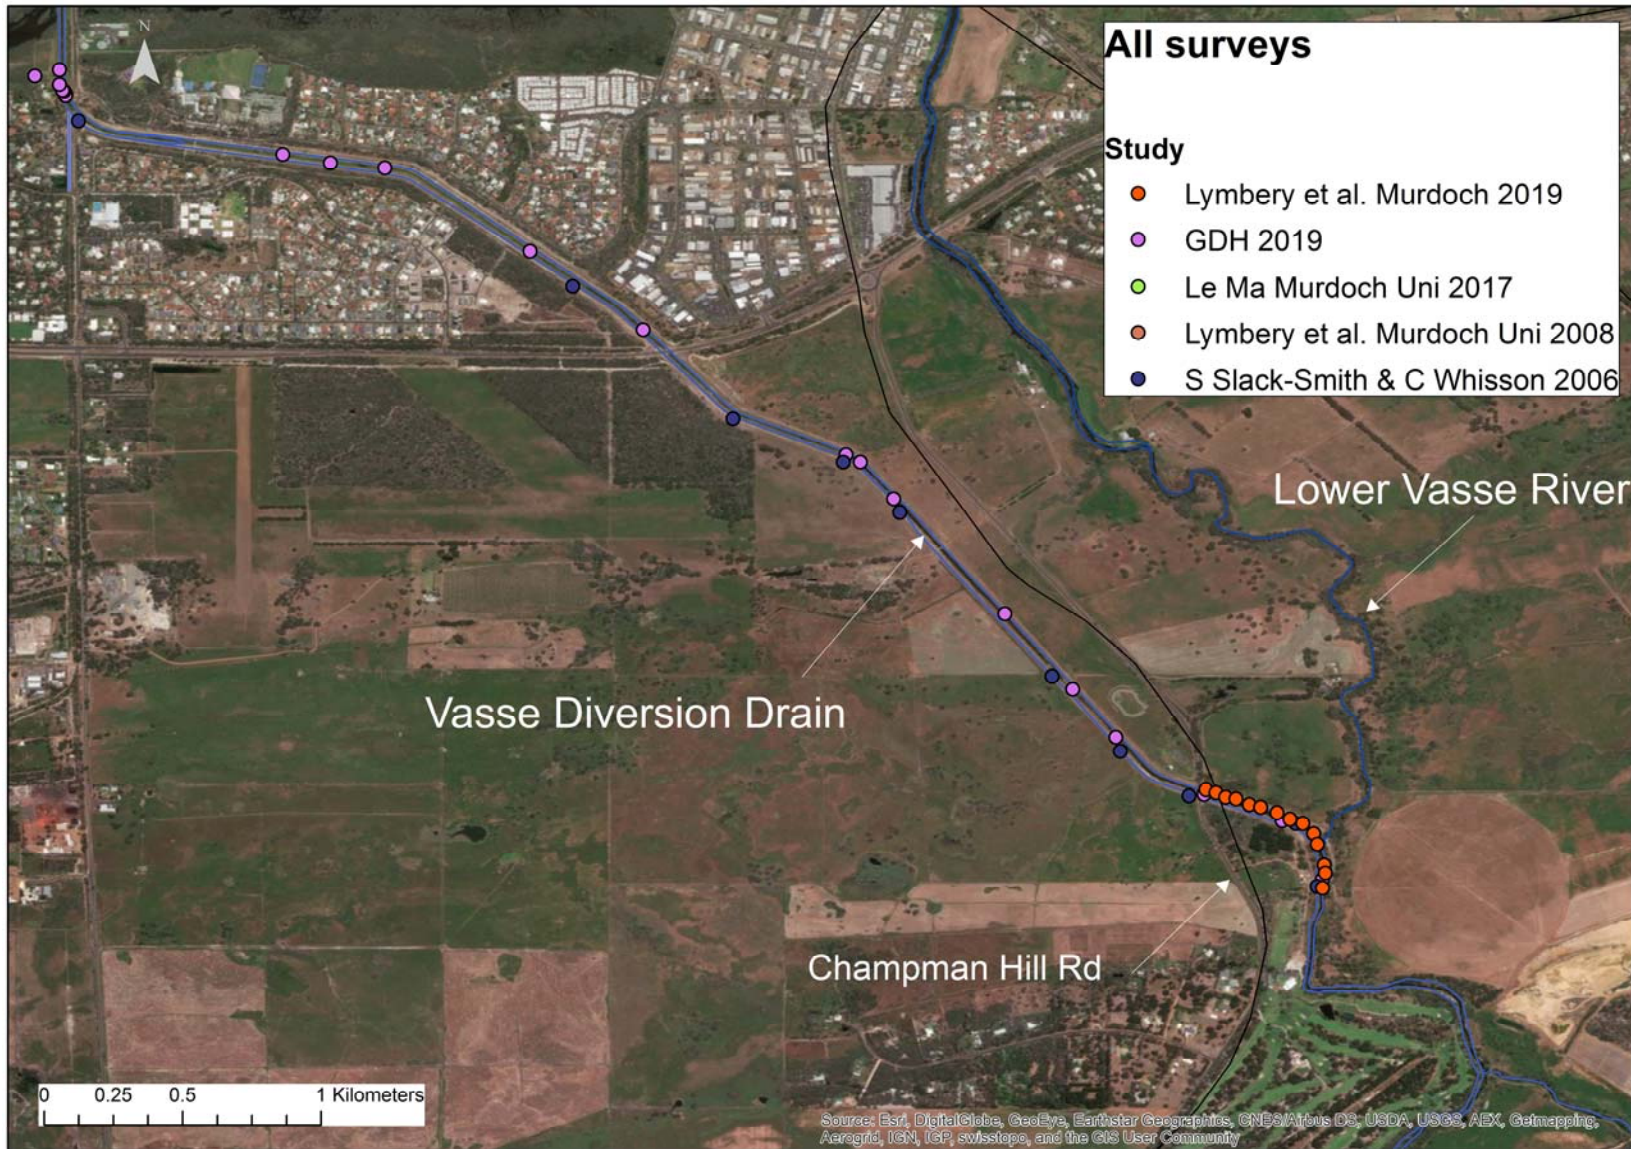 All surveys
N
Study
Lymbery et al. Murdoch 2019
GDH 2019
Le Ma Murdoch Uni 2017
Lymbery et al. Murdoch Uni 2008
S Slack-Smith & C Whisson 2006
Lower Vasse River
Vasse Diversion Drain
Champman Hill Rd
0 0.25 0.5 1 Kilometers
Source: Esri, DigitalGlobe, GeoEye, Earthstar Geographics, CNES/Airbus DS, USDA, USGS, AEX, Getmapping,
Aerogrid, IGN, IGP, swisstopo, and the GIS User Community